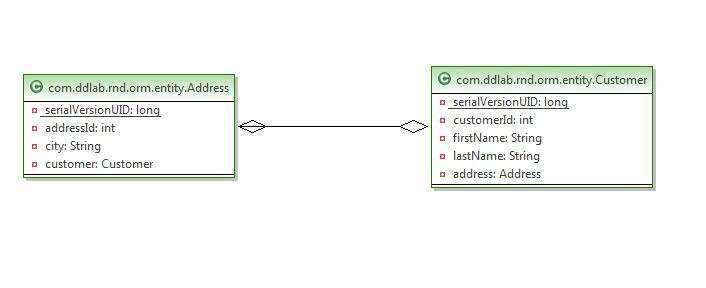 C com.ddlab.rnd.orm.entity.Address
serialVersionUID: long
addressId: int
city: String
customer: Customer
C com.ddlab.rnd.orm.entity.Customer
serialVersionUID: long
customerId: int
firstName: String
lastName: String
address: Address